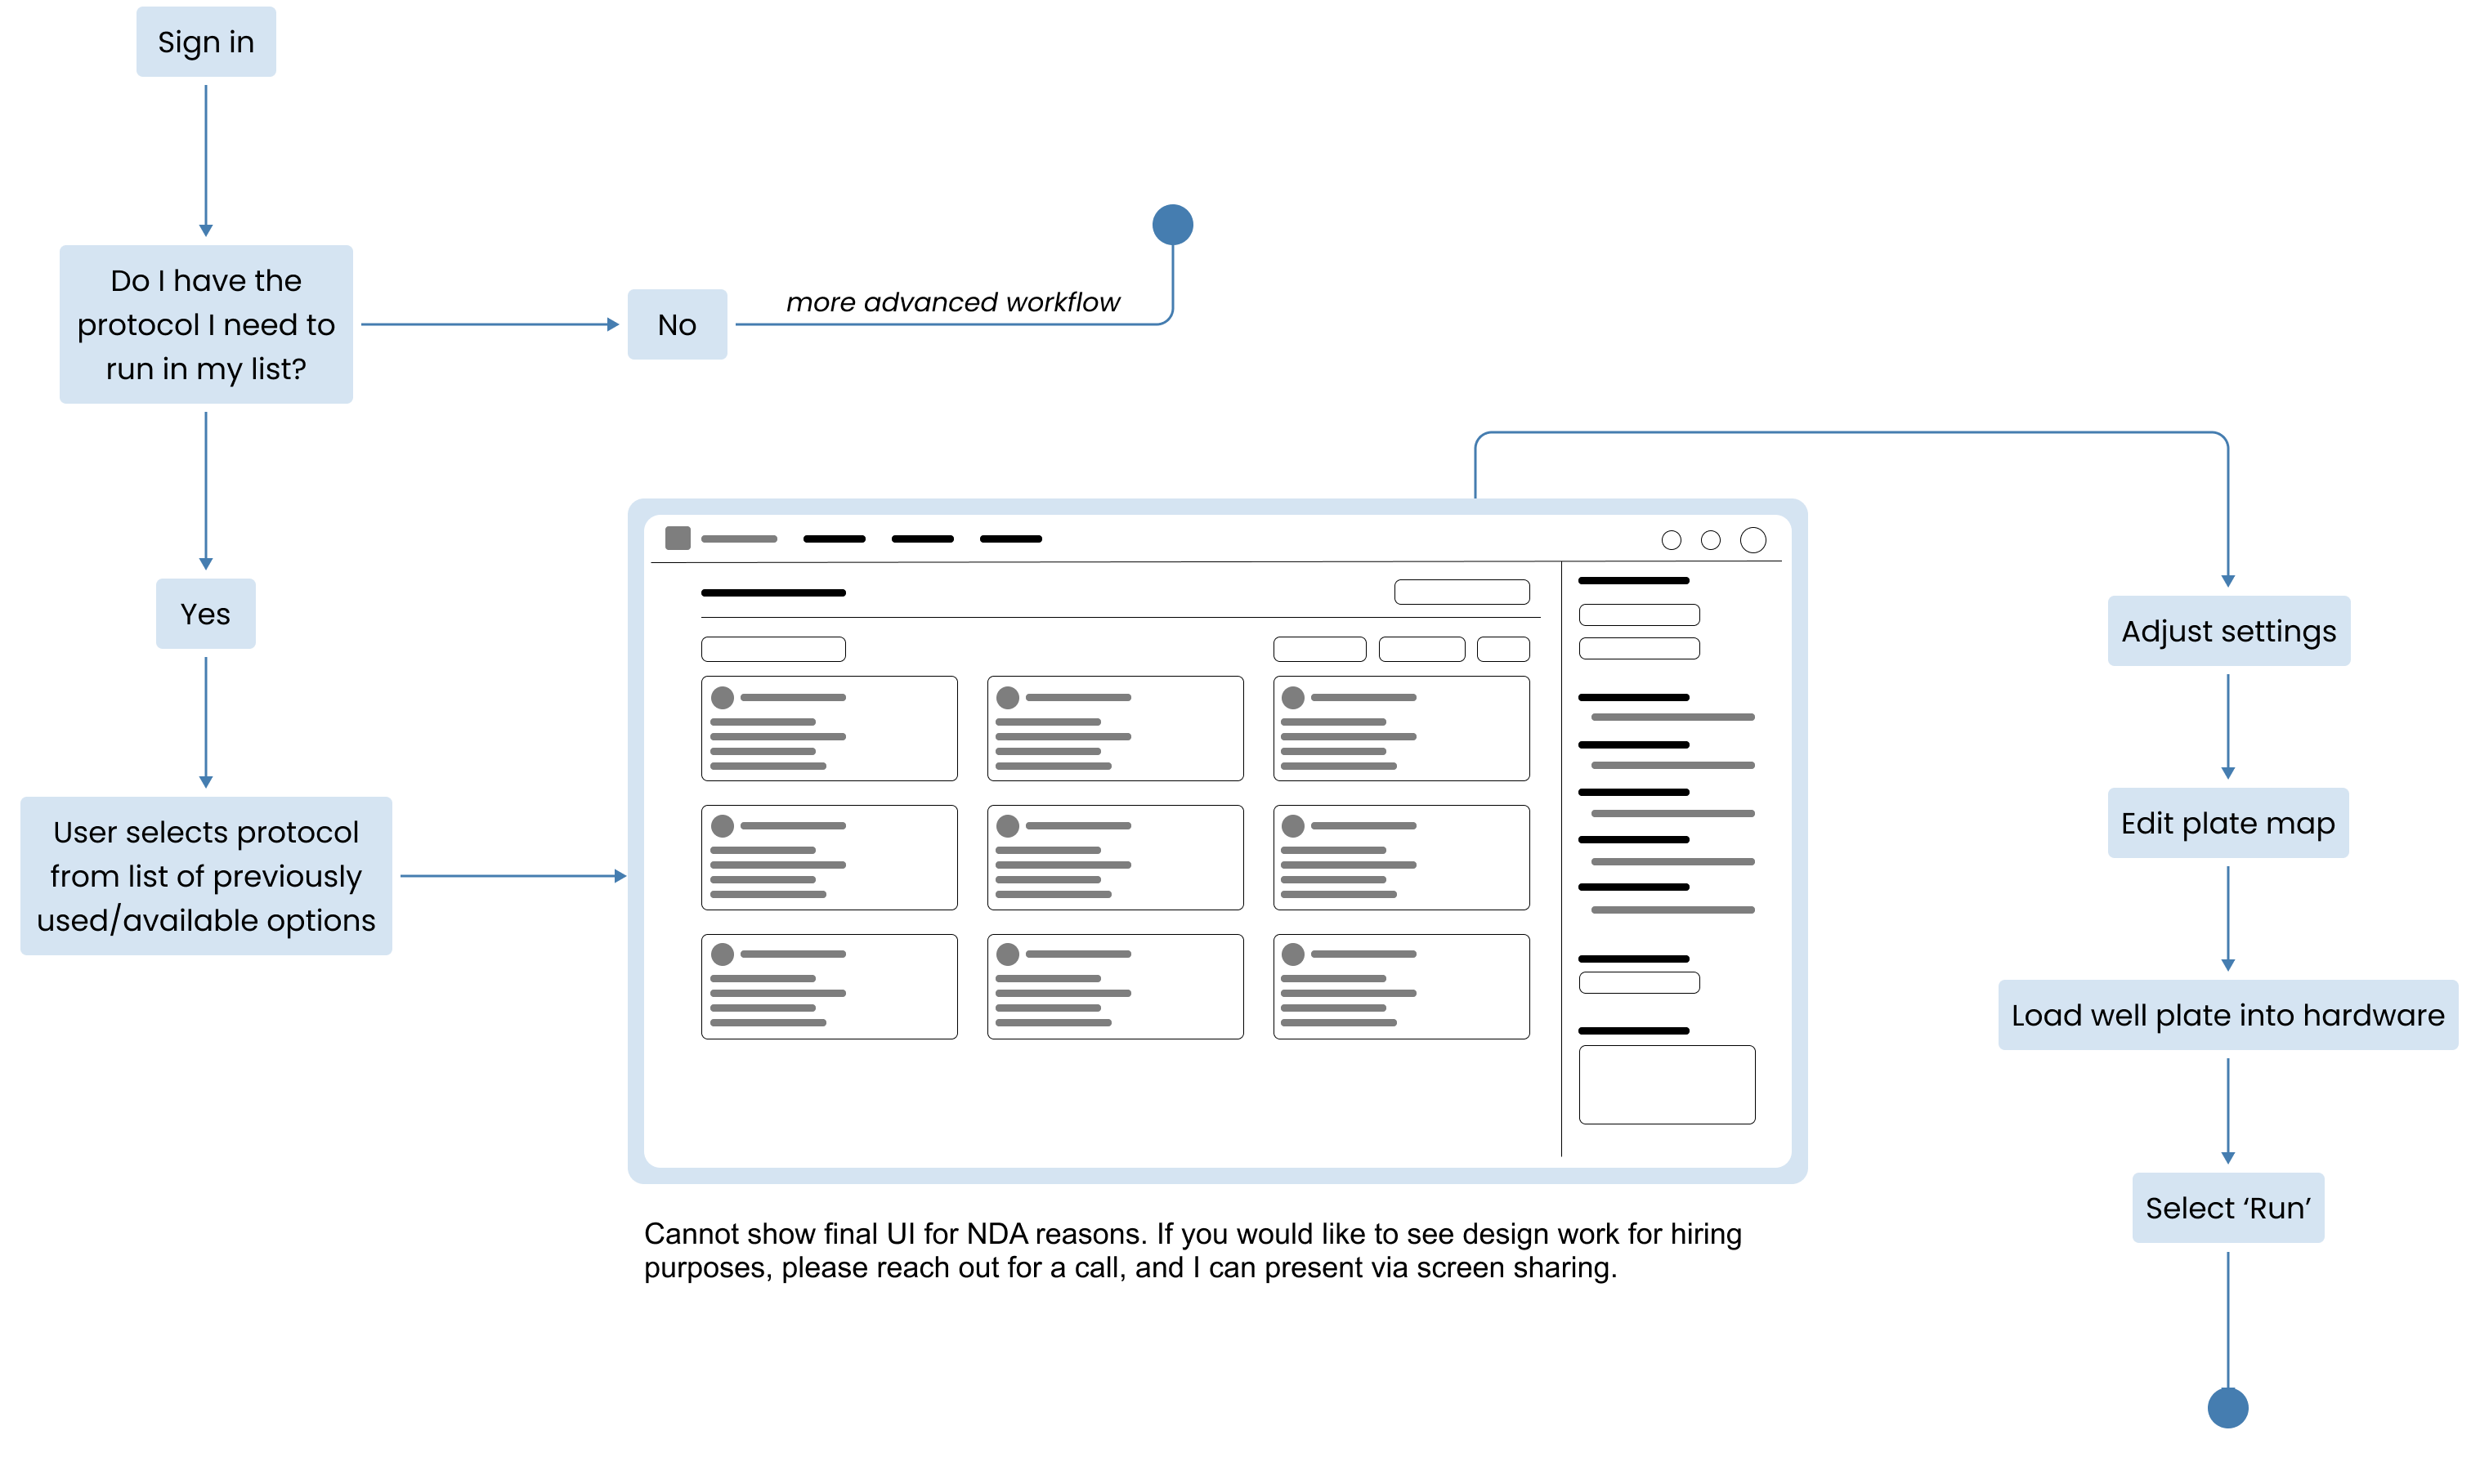 Sign in
Do I have the
protocol I need to
run in my list?
No
more advanced workflow
Yes
User selects protocol
from list of previously
used/available options
Cannot show final UI for NDA reasons. If you would like to see design work for hiring
purposes, please reach out for a call, and I can present via screen sharing.
Adjust settings
Edit plate map
Load well plate into hardware
Select ‘Run’